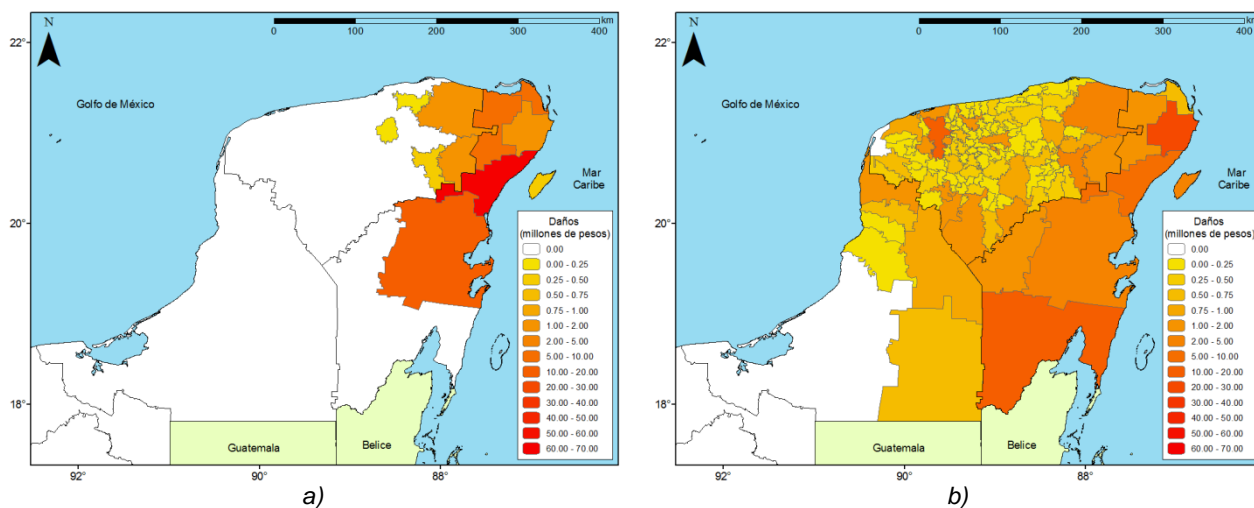 N
0 100 200 300 400
km
22°
Golfo de México
Mar
Caribe
20°
Daños
(millones de pesos)
0.00
0.00 - 0.25
0.25 - 0.50
0.50 - 0.75
0.75 - 1.00
1.00 - 2.00
2.00 - 5.00
5.00 - 10.00
10.00 - 20.00
20.00 - 30.00
30.00 - 40.00
40.00 - 50.00
50.00 - 60.00
60.00 - 70.00
18°
Guatemala
Belice
92° 90° 88°
a)
N
0 100 200 300 400
km
22°
Golfo de México
Mar
Caribe
20°
Daños
(millones de pesos)
0.00
0.00 - 0.25
0.25 - 0.50
0.50 - 0.75
0.75 - 1.00
1.00 - 2.00
2.00 - 5.00
5.00 - 10.00
10.00 - 20.00
20.00 - 30.00
30.00 - 40.00
40.00 - 50.00
50.00 - 60.00
60.00 - 70.00
18°
Guatemala
Belice
92° 90° 88°
b)